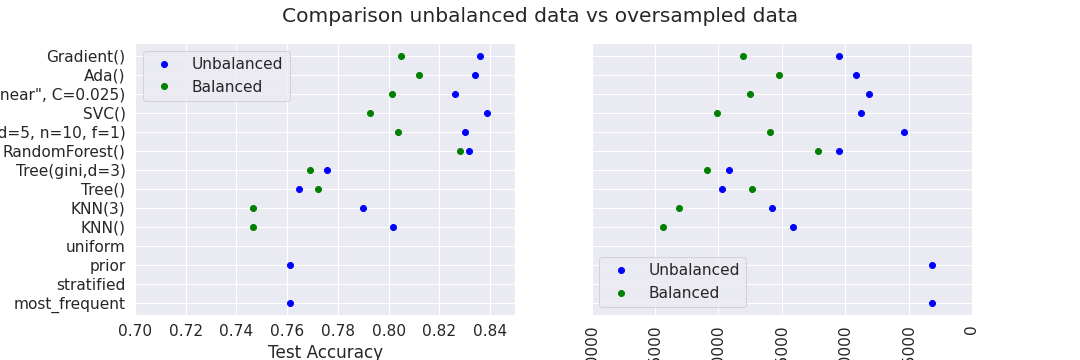 Comparison unbalanced data vs oversampled data
Gradient()
Ada()
near", C=0.025)
SVC()
d=5, n=10, f=1)
RandomForest()
Tree(gini,d=3)
Tree()
KNN(3)
KNN()
uniform
prior
stratified
most_frequent
Unbalanced
Balanced
0.70 0.72 0.74 0.76 0.78 0.80 0.82 0.84
Test Accuracy
Unbalanced
Balanced
0